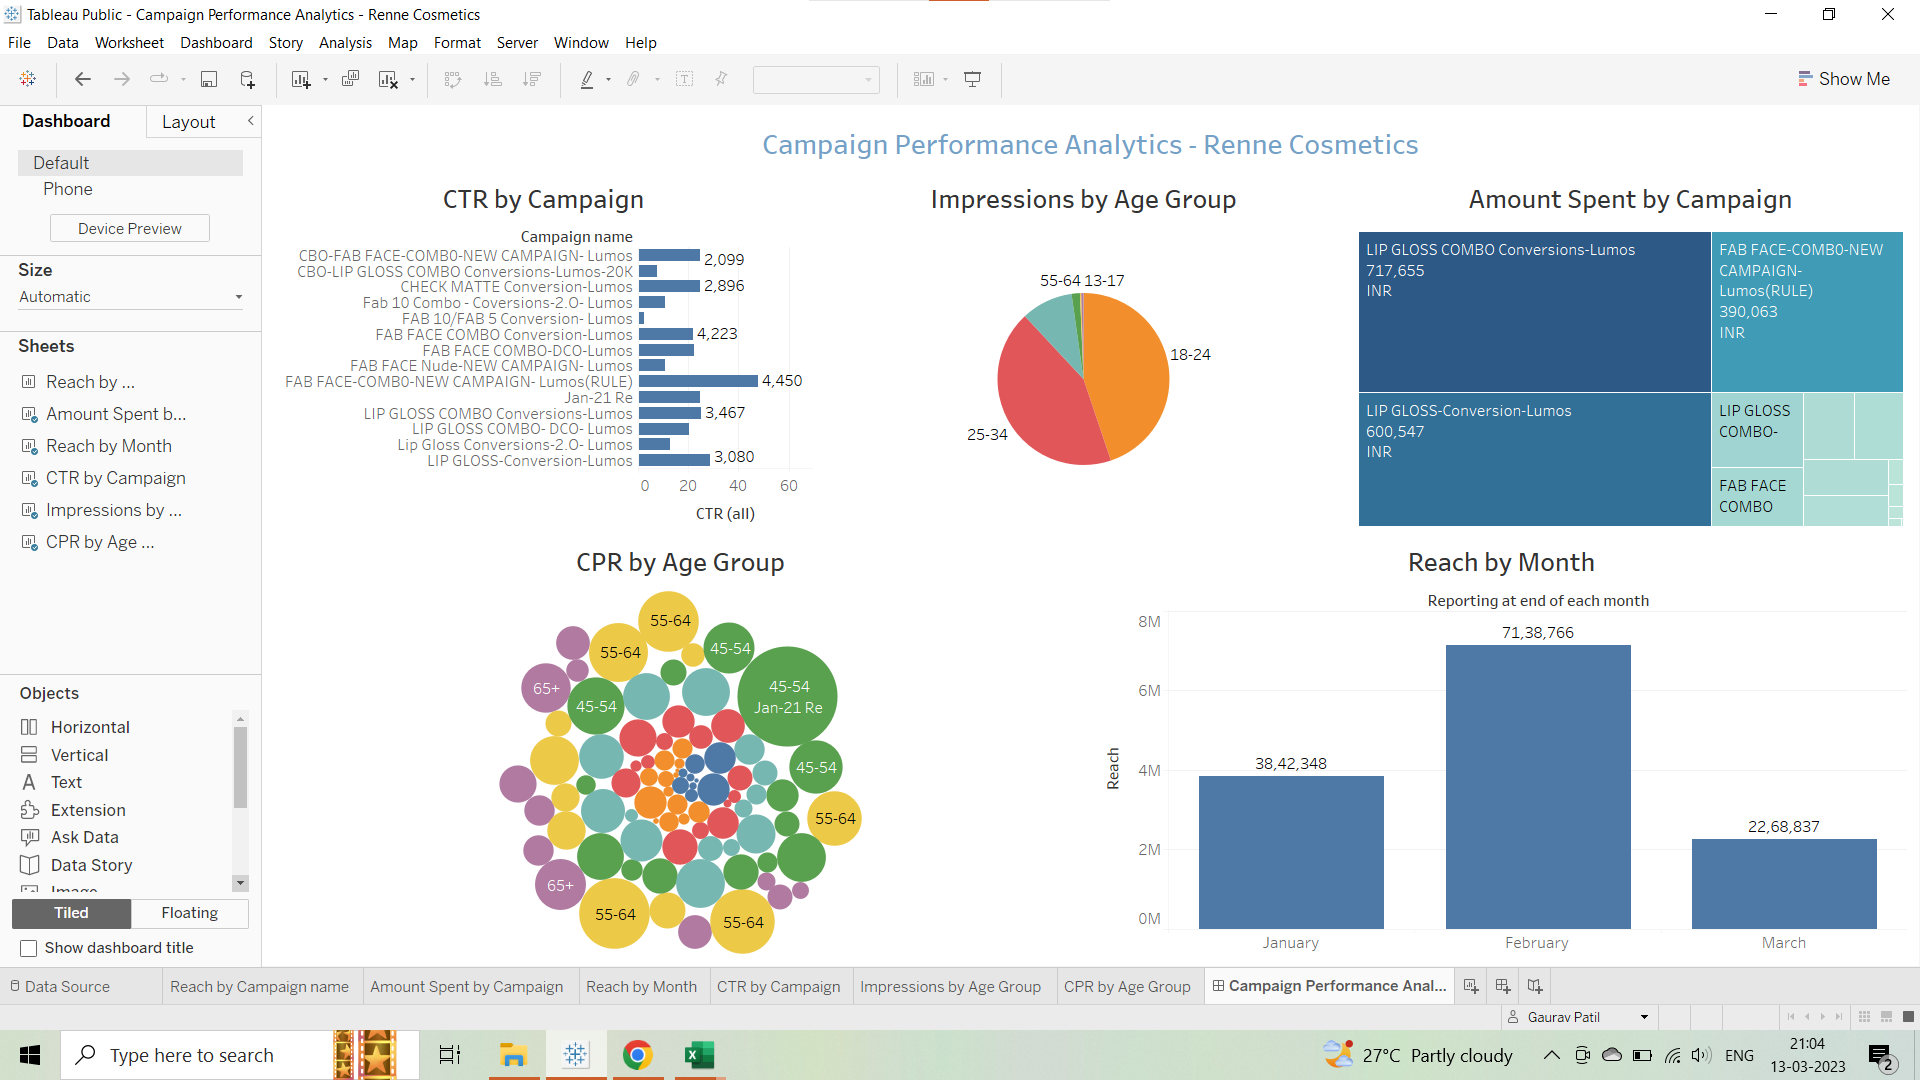 Tableau Public - Campaign Performance Analytics - Renne Cosmetics
File Data Worksheet Dashboard Story Analysis Map Format Server Window Help
Show Me
Dashboard Layout
Default
Phone
Device Preview
Size
Automatic
Sheets
Reach by ...
Amount Spent b...
Reach by Month
CTR by Campaign
Impressions by ...
CPR by Age ...
Objects
Horizontal
Vertical
Text
Extension
Ask Data
Data Story
Image
Tiled Floating
Show dashboard title
Campaign Performance Analytics - Renne Cosmetics
CTR by Campaign
Campaign name
CBO-FAB FACE-COMB0-NEW CAMPAIGN- Lumos 2,099
CBO-LIP GLOSS COMBO Conversions-Lumos-20K
CHECK MATTE Conversion-Lumos 2,896
Fab 10 Combo - Coversions-2.O- Lumos
FAB 10/FAB 5 Conversion- Lumos
FAB FACE COMBO Conversion-Lumos 4,223
FAB FACE COMBO-DCO-Lumos
FAB FACE Nude-NEW CAMPAIGN- Lumos
FAB FACE-COMB0-NEW CAMPAIGN- Lumos(RULE) 4,450
Jan-21 Re
LIP GLOSS COMBO Conversions-Lumos 3,467
LIP GLOSS COMBO- DCO- Lumos
Lip Gloss Conversions-2.O- Lumos
LIP GLOSS-Conversion-Lumos 3,080
0 20 40 60
CTR (all)
Impressions by Age Group
55-64 13-17
18-24
25-34
Amount Spent by Campaign
LIP GLOSS COMBO Conversions-Lumos
717,655
INR
FAB FACE-COMB0-NEW
CAMPAIGN-
Lumos(RULE)
390,063
INR
LIP GLOSS-Conversion-Lumos
600,547
INR
LIP GLOSS
COMBO-
FAB FACE
COMBO
CPR by Age Group
55-64
55-64
45-54
65+
45-54
45-54
Jan-21 Re
45-54
55-64
65+
55-64
55-64
Reach by Month
Reporting at end of each month
Reach
8M
6M
4M
2M
0M
71,38,766
38,42,348
22,68,837
January February March
Data Source Reach by Campaign name Amount Spent by Campaign Reach by Month CTR by Campaign Impressions by Age Group CPR by Age Group Campaign Performance Anal...
Gaurav Patil
Type here to search
27°C Partly cloudy
ENG
21:04
13-03-2023
2